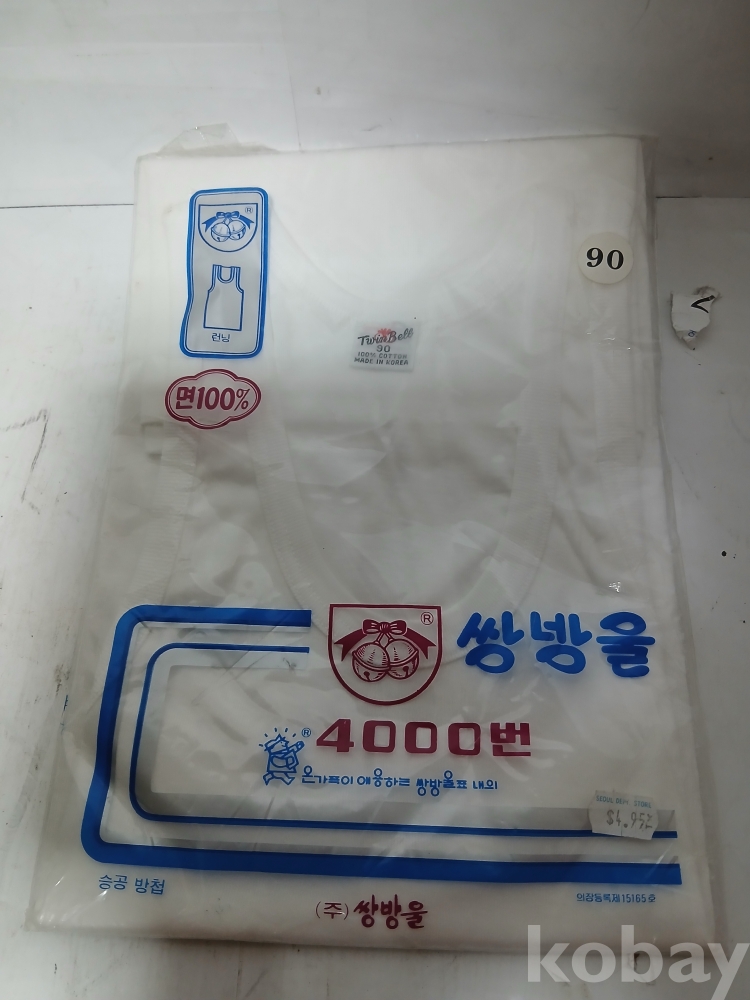 ®
런닝
90
Twin Bell
90
100% COTTON
MADE IN KOREA
면100%
®
쌍방울
® 4000번
온가족이 애용하는 쌍방울표 내의
$4.95
승공 방첩
의장등록제15165호
(주) 쌍방울
kobay